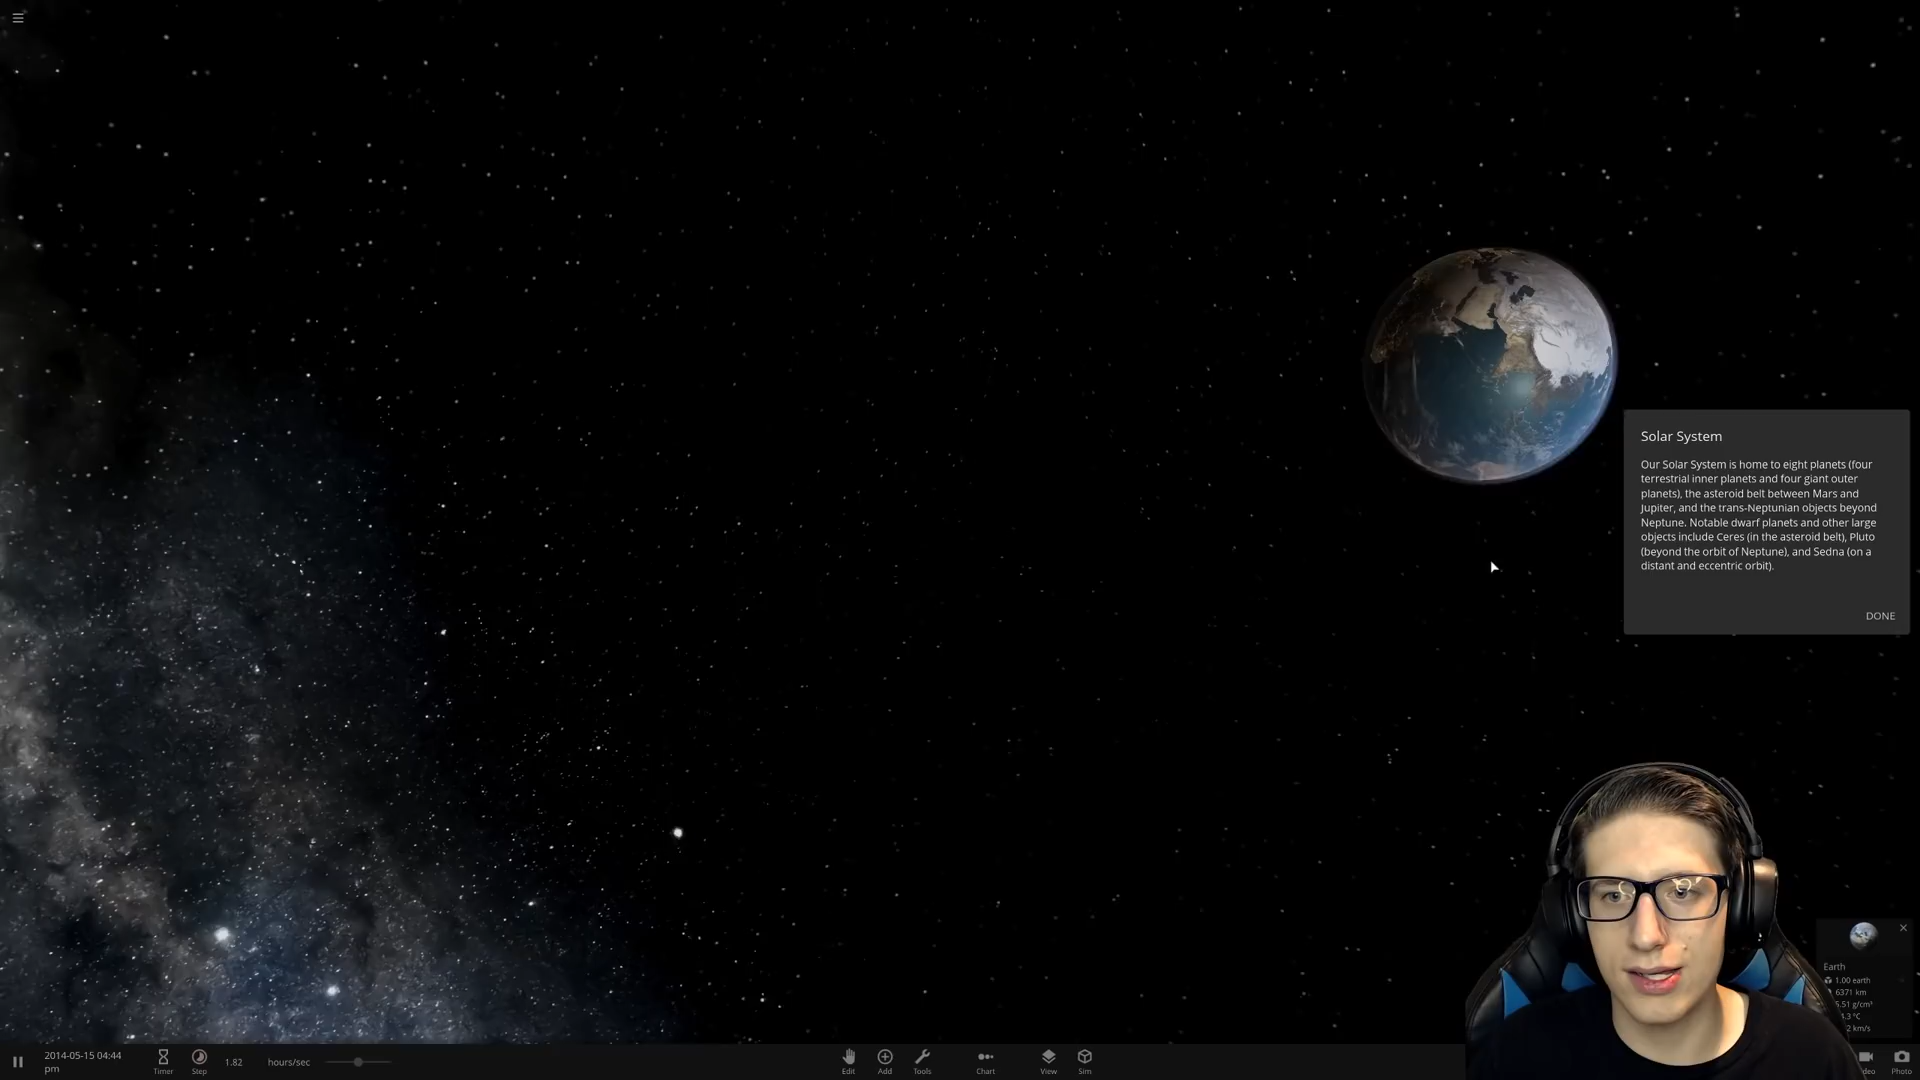 Solar System
Our Solar System is home to eight planets (four
terrestrial inner planets and four giant outer
planets), the asteroid belt between Mars and
Jupiter, and the trans-Neptunian objects beyond
Neptune. Notable dwarf planets and other large
objects include Ceres (in the asteroid belt), Pluto
(beyond the orbit of Neptune), and Sedna (on a
distant and eccentric orbit).
DONE
Earth
1.00 earth
6371 km
5.51 g/cm³
°C
km/s
2014-05-15 04:44
pm
Timer
Step
1.82
hours/sec
Edit
Add
Tools
Chart
View
Sim
Photo